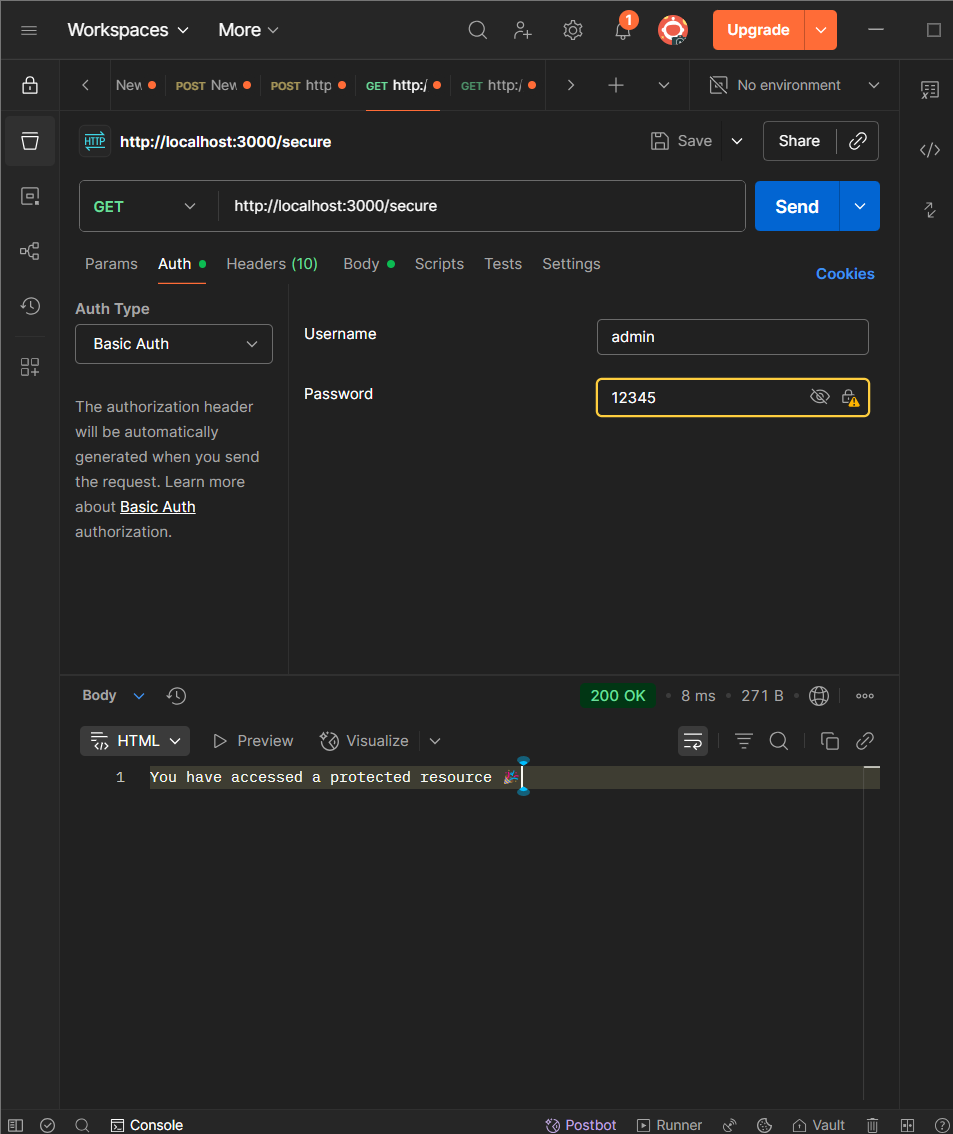 Workspaces More 1 Upgrade
New POST New POST http GET http:/ GET http:/ No environment
HTTP http://localhost:3000/secure Save Share
GET http://localhost:3000/secure Send
Params Auth Headers (10) Body Scripts Tests Settings Cookies
Auth Type
Basic Auth
Username admin
Password 12345
The authorization header
will be automatically
generated when you send
the request. Learn more
about Basic Auth
authorization.
Body 200 OK • 8 ms • 271 B •
HTML Preview Visualize
1 You have accessed a protected resource 🎉
Console Postbot Runner Vault